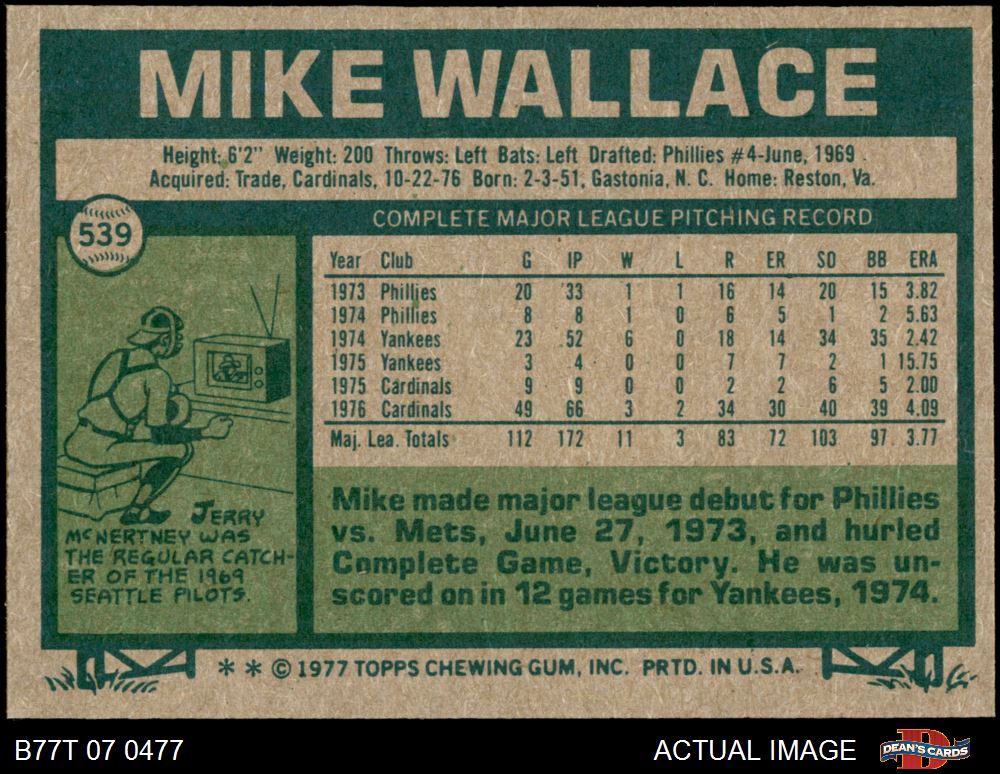 MIKE WALLACE
Height: 6'2" Weight: 200 Throws: Left Bats: Left Drafted: Phillies #4-June, 1969
Acquired: Trade, Cardinals, 10-22-76 Born: 2-3-51, Gastonia, N. C. Home: Reston, Va.
539
COMPLETE MAJOR LEAGUE PITCHING RECORD
Year Club G IP W L R ER SO BB ERA
1973 Phillies 20 33 1 1 16 14 20 15 3.82
1974 Phillies 8 8 1 0 6 5 1 2 5.63
1974 Yankees 23 52 6 0 18 14 34 35 2.42
1975 Yankees 3 4 0 0 7 7 2 1 15.75
1975 Cardinals 9 9 0 0 2 2 6 5 2.00
1976 Cardinals 49 66 3 2 34 30 40 39 4.09
Maj. Lea. Totals 112 172 11 3 83 72 103 97 3.77
JERRY
McNERTNEY WAS
THE REGULAR CATCH-
ER OF THE 1969
SEATTLE PILOTS.
Mike made major league debut for Phillies
vs. Mets, June 27, 1973, and hurled
Complete Game, Victory. He was un-
scored on in 12 games for Yankees, 1974.
* * © 1977 TOPPS CHEWING GUM, INC. PRTD. IN U.S.A.
B77T 07 0477
ACTUAL IMAGE
D
DEAN'S CARDS